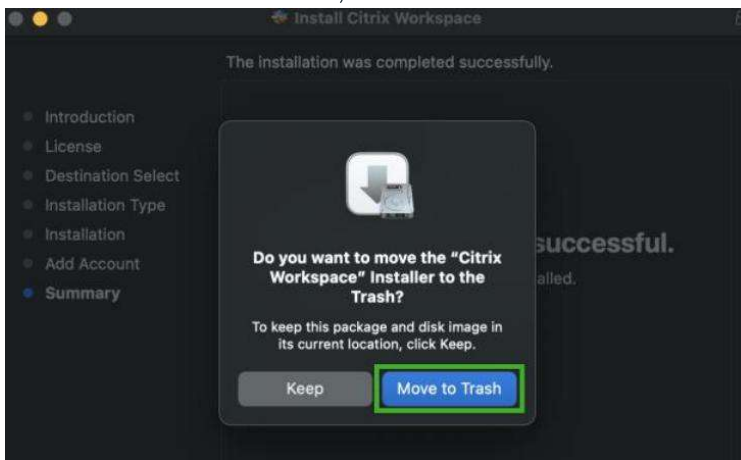 Install Citrix Workspace
The installation was completed successfully.
Introduction
License
Destination Select
Installation Type
Installation
Add Account
Summary
successful.
alled.
Do you want to move the “Citrix
Workspace” Installer to the
Trash?
To keep this package and disk image in
its current location, click Keep.
Keep
Move to Trash